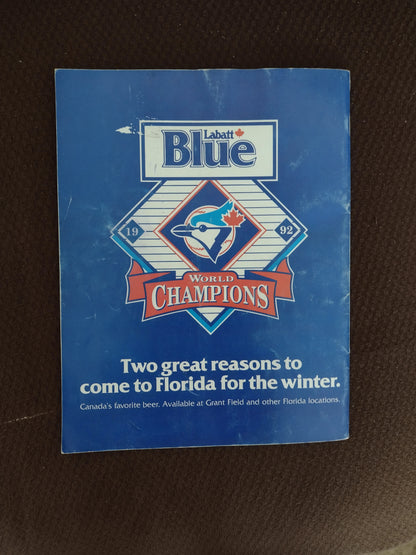 Labatt
Blue
19 92
WORLD
CHAMPIONS
Two great reasons to
come to Florida for the winter.
Canada's favorite beer. Available at Grant Field and other Florida locations.